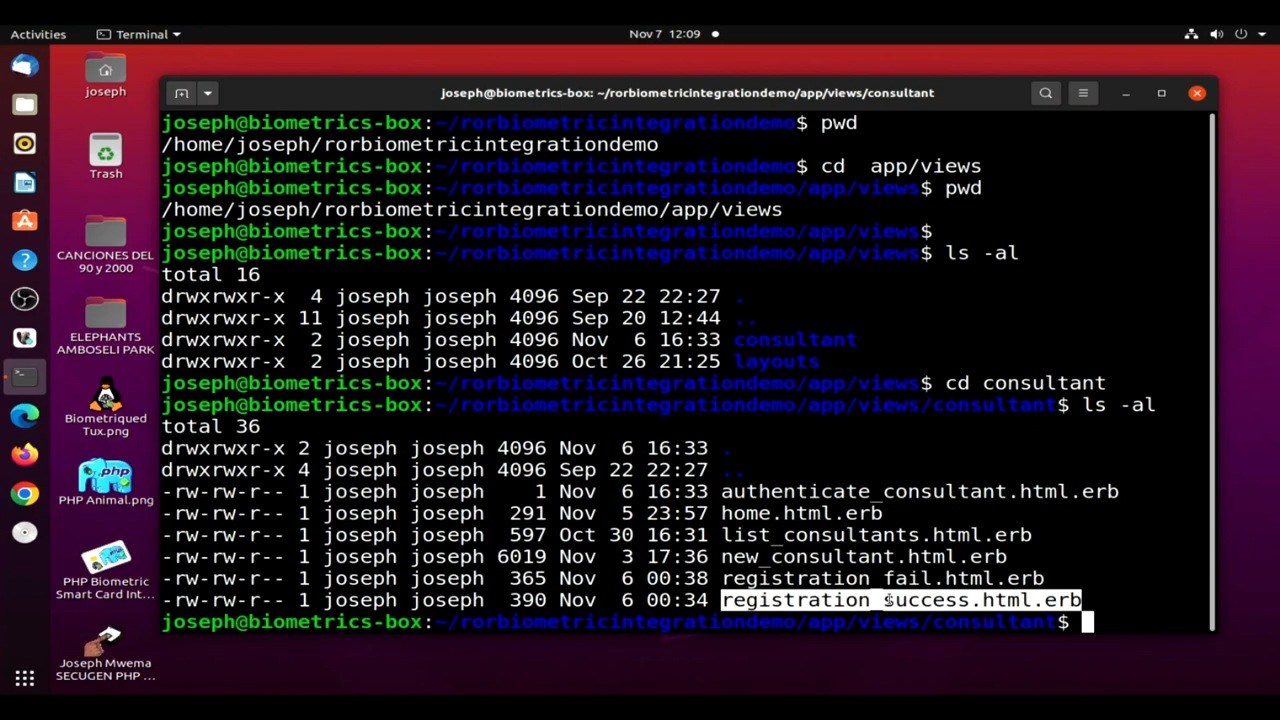 Activities
Terminal
Nov 7 12:09
joseph
Trash
CANCIONES DEL
90 y 2000
ELEPHANTS
AMBOSELI PARK
Biometriqued
Tux.png
PHP Animal.png
PHP Biometric
Smart Card Int...
Joseph Mwema
SECUGEN PHP ...
joseph@biometrics-box: ~/rorbiometricintegrationdemo/app/views/consultant
joseph@biometrics-box:~/rorbiometricintegrationdemo$ pwd
/home/joseph/rorbiometricintegrationdemo
joseph@biometrics-box:~/rorbiometricintegrationdemo$ cd  app/views
joseph@biometrics-box:~/rorbiometricintegrationdemo/app/views$ pwd
/home/joseph/rorbiometricintegrationdemo/app/views
joseph@biometrics-box:~/rorbiometricintegrationdemo/app/views$
joseph@biometrics-box:~/rorbiometricintegrationdemo/app/views$ ls -al
total 16
drwxrwxr-x  4 joseph joseph 4096 Sep 22 22:27 .
drwxrwxr-x 11 joseph joseph 4096 Sep 20 12:44 ..
drwxrwxr-x  2 joseph joseph 4096 Nov  6 16:33 consultant
drwxrwxr-x  2 joseph joseph 4096 Oct 26 21:25 layouts
joseph@biometrics-box:~/rorbiometricintegrationdemo/app/views$ cd consultant
joseph@biometrics-box:~/rorbiometricintegrationdemo/app/views/consultant$ ls -al
total 36
drwxrwxr-x 2 joseph joseph 4096 Nov  6 16:33 .
drwxrwxr-x 4 joseph joseph 4096 Sep 22 22:27 ..
-rw-rw-r-- 1 joseph joseph    1 Nov  6 16:33 authenticate_consultant.html.erb
-rw-rw-r-- 1 joseph joseph  291 Nov  5 23:57 home.html.erb
-rw-rw-r-- 1 joseph joseph  597 Oct 30 16:31 list_consultants.html.erb
-rw-rw-r-- 1 joseph joseph 6019 Nov  3 17:36 new_consultant.html.erb
-rw-rw-r-- 1 joseph joseph  365 Nov  6 00:38 registration_fail.html.erb
-rw-rw-r-- 1 joseph joseph  390 Nov  6 00:34 registration_success.html.erb
joseph@biometrics-box:~/rorbiometricintegrationdemo/app/views/consultant$